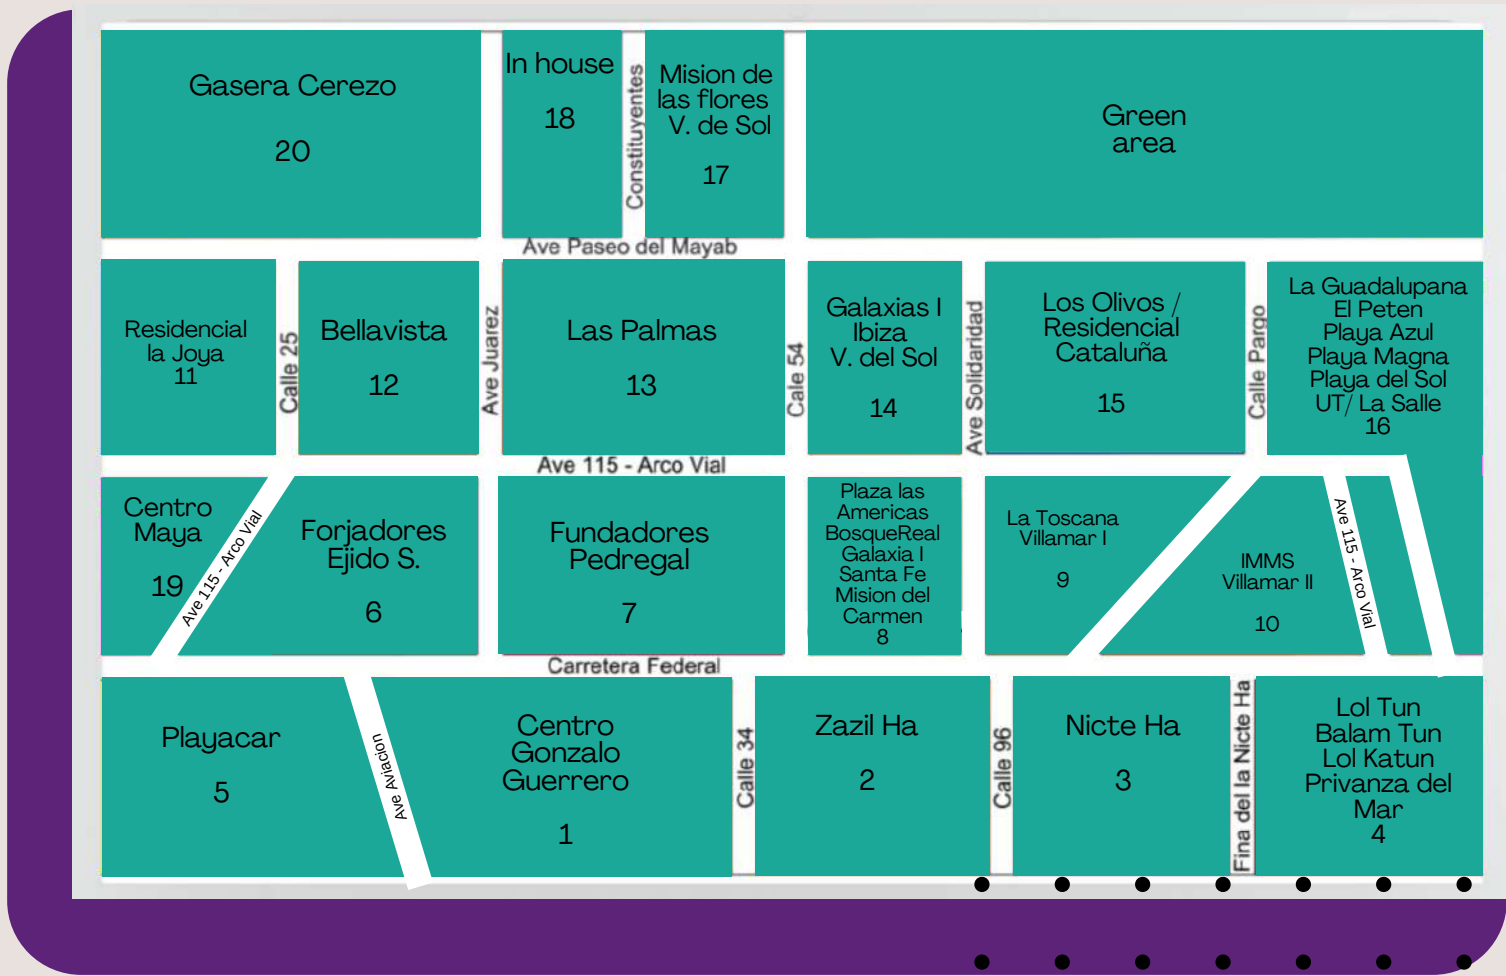 Gasera Cerezo
20
In house
18
Constituyentes
Mision de
las flores
V. de Sol
17
Green
area
Ave Paseo del Mayab
Residencial
la Joya
11
Calle 25
Bellavista
12
Ave Juarez
Las Palmas
13
Cale 54
Galaxias I
Ibiza
V. del Sol
14
Ave Solidaridad
Los Olivos /
Residencial
Cataluña
15
Calle Pargo
La Guadalupana
El Peten
Playa Azul
Playa Magna
Playa del Sol
UT/ La Salle
16
Ave 115 - Arco Vial
Centro
Maya
19
Ave 115 - Arco Vial
Forjadores
Ejido S.
6
Fundadores
Pedregal
7
Plaza las
Americas
BosqueReal
Galaxia I
Santa Fe
Mision del
Carmen
8
La Toscana
Villamar I
9
IMMS
Villamar II
10
Ave 115 - Arco Vial
Carretera Federal
Playacar
5
Ave Aviacion
Centro
Gonzalo
Guerrero
1
Calle 34
Zazil Ha
2
Calle 96
Nicte Ha
3
Fina del la Nicte Ha
Lol Tun
Balam Tun
Lol Katun
Privanza del
Mar
4